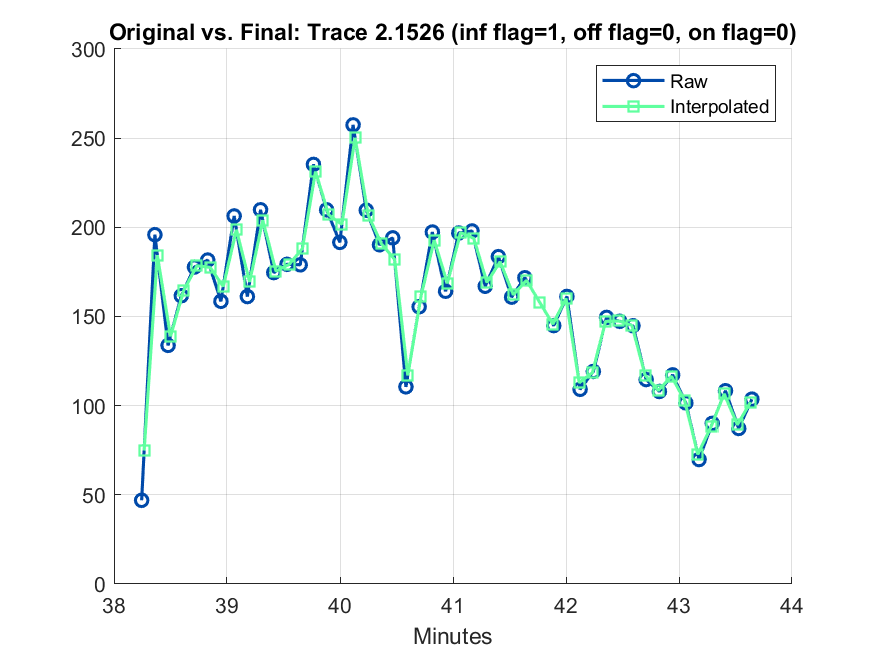 Original vs. Final: Trace 2.1526 (inf flag=1, off flag=0, on flag=0)
300
250
200
150
100
50
0
Raw
Interpolated
38 39 40 41 42 43 44
Minutes